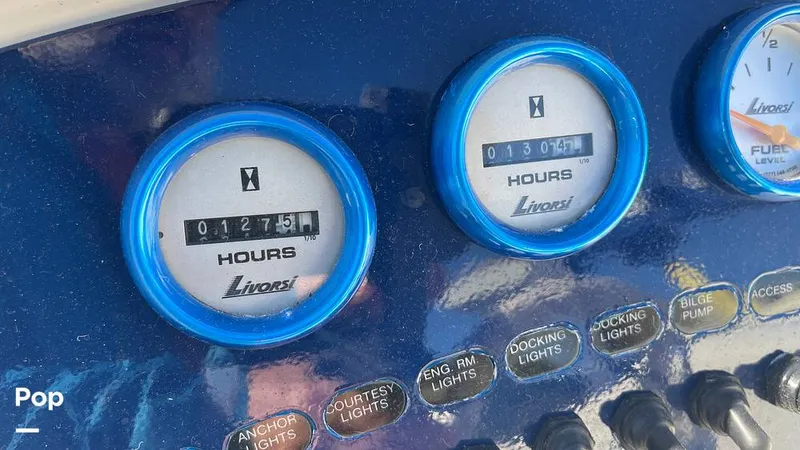 01275
1/10
HOURS
LIVORSI
01304
1/10
HOURS
LIVORSI
1/2
LIVORSI
FUEL
LEVEL
ANCHOR
LIGHTS
COURTESY
LIGHTS
ENG. RM
LIGHTS
DOCKING
LIGHTS
DOCKING
LIGHTS
BILGE
PUMP
ACCESS
Pop